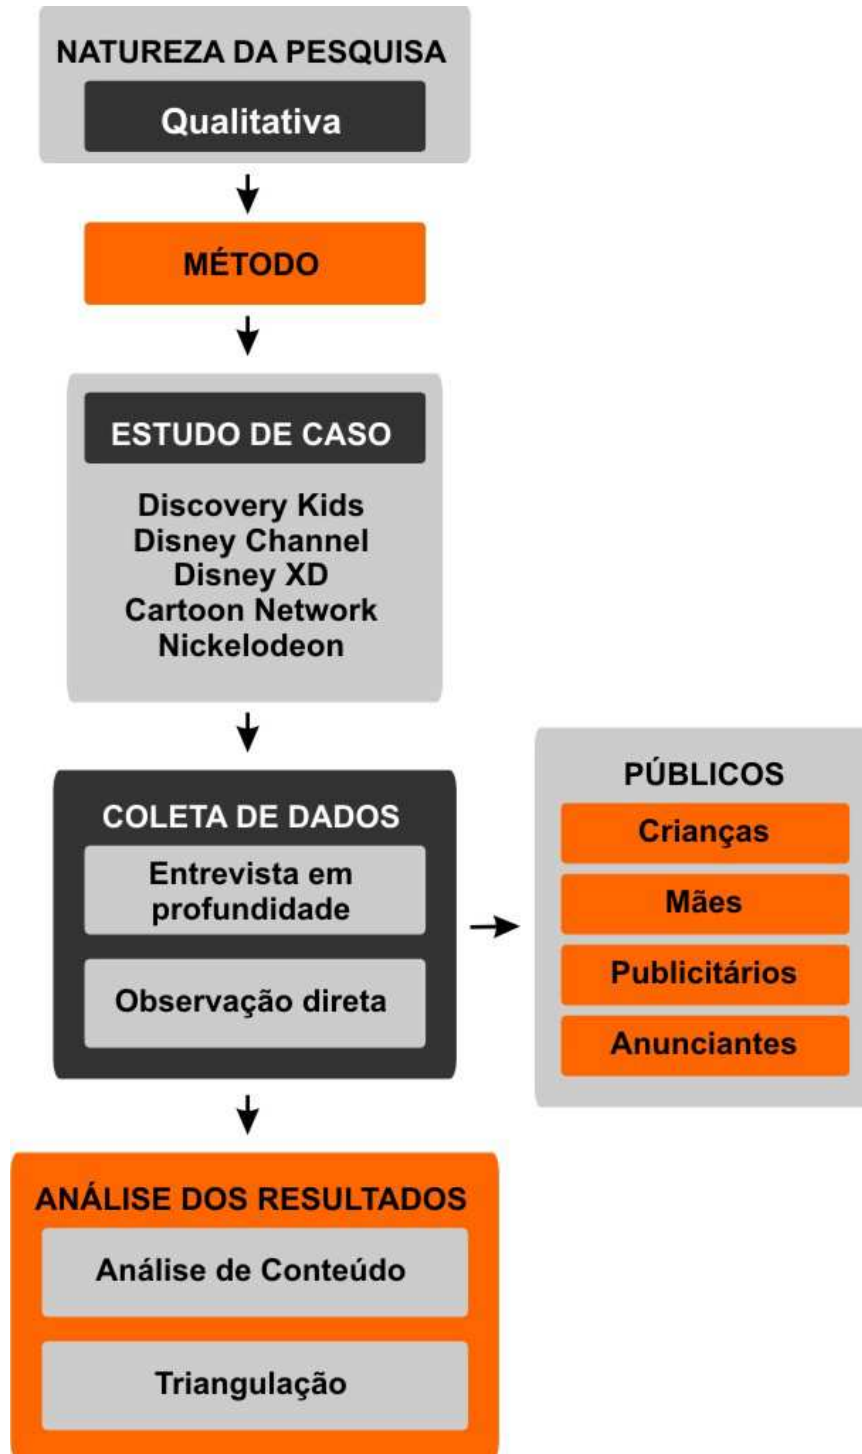 NATUREZA DA PESQUISA
Qualitativa
MÉTODO
ESTUDO DE CASO
Discovery Kids
Disney Channel
Disney XD
Cartoon Network
Nickelodeon
COLETA DE DADOS
Entrevista em
profundidade
Observação direta
PÚBLICOS
Crianças
Mães
Publicitários
Anunciantes
ANÁLISE DOS RESULTADOS
Análise de Conteúdo
Triangulação